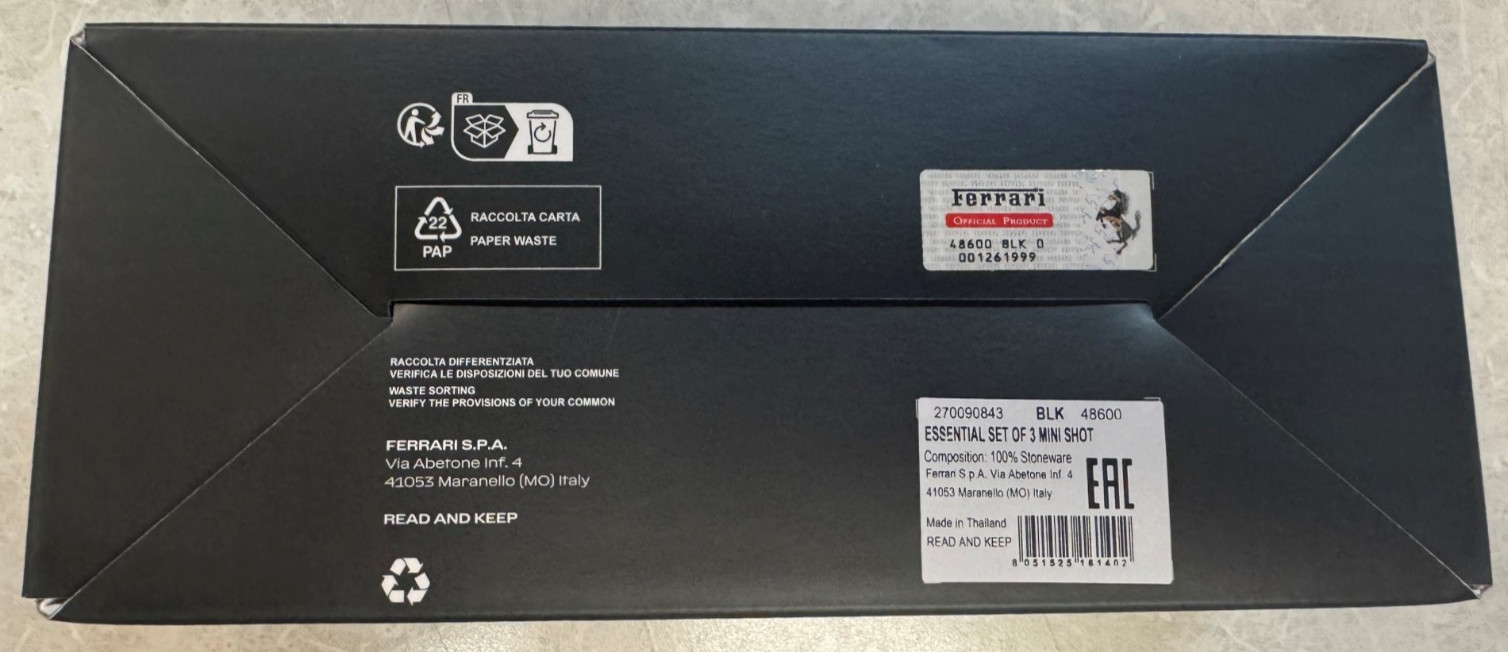 FR
22
PAP
RACCOLTA CARTA
PAPER WASTE
Ferrari
OFFICIAL PRODUCT
48600 BLK 0
001261999
RACCOLTA DIFFERENTZIATA
VERIFICA LE DISPOSIZIONI DEL TUO COMUNE
WASTE SORTING
VERIFY THE PROVISIONS OF YOUR COMMON
FERRARI S.P.A.
Via Abetone Inf. 4
41053 Maranello (MO) Italy
READ AND KEEP
270090843 BLK 48600
ESSENTIAL SET OF 3 MINI SHOT
Composition: 100% Stoneware
Ferrari S.p.A. Via Abetone Inf 4
41053 Maranello (MO) Italy
EAC
Made in Thailand
READ AND KEEP
8 051525 161402